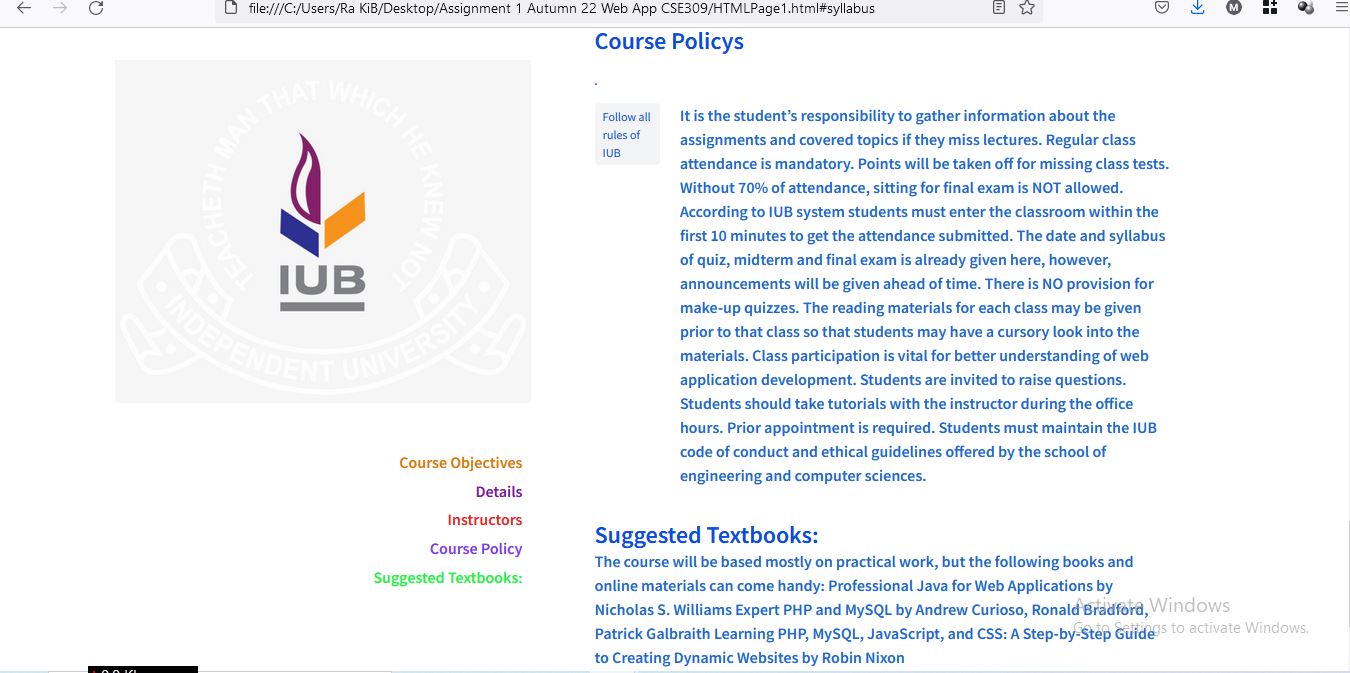 file:///C:/Users/Ra KiB/Desktop/Assignment 1 Autumn 22 Web App CSE309/HTMLPage1.html#syllabus
M
TEACHETH MAN THAT WHICH HE KNEW NOT
IUB
INDEPENDENT UNIVERSITY
Course Objectives
Details
Instructors
Course Policy
Suggested Textbooks:
Course Policys
.
Follow all
rules of
IUB
It is the student’s responsibility to gather information about the
assignments and covered topics if they miss lectures. Regular class
attendance is mandatory. Points will be taken off for missing class tests.
Without 70% of attendance, sitting for final exam is NOT allowed.
According to IUB system students must enter the classroom within the
first 10 minutes to get the attendance submitted. The date and syllabus
of quiz, midterm and final exam is already given here, however,
announcements will be given ahead of time. There is NO provision for
make-up quizzes. The reading materials for each class may be given
prior to that class so that students may have a cursory look into the
materials. Class participation is vital for better understanding of web
application development. Students are invited to raise questions.
Students should take tutorials with the instructor during the office
hours. Prior appointment is required. Students must maintain the IUB
code of conduct and ethical guidelines offered by the school of
engineering and computer sciences.
Suggested Textbooks:
The course will be based mostly on practical work, but the following books and
online materials can come handy: Professional Java for Web Applications by
Nicholas S. Williams Expert PHP and MySQL by Andrew Curioso, Ronald Bradford,
Patrick Galbraith Learning PHP, MySQL, JavaScript, and CSS: A Step-by-Step Guide
to Creating Dynamic Websites by Robin Nixon
Activate Windows
Go to Settings to activate Windows.